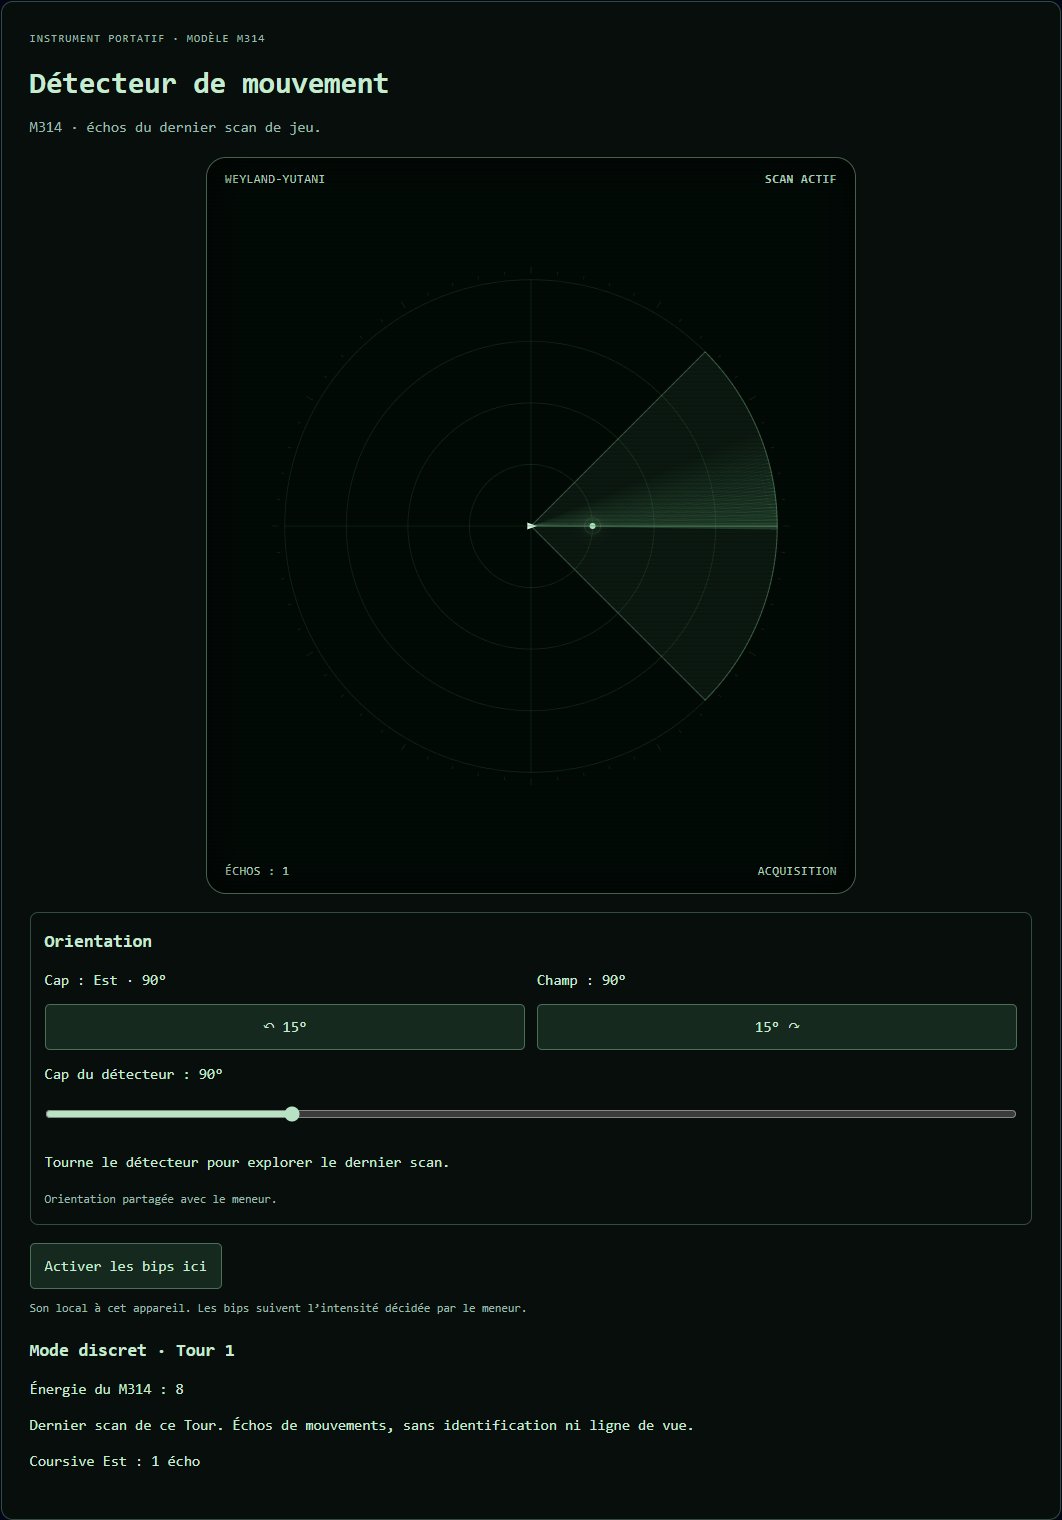 INSTRUMENT PORTATIF · MODÈLE M314
Détecteur de mouvement
M314 · échos du dernier scan de jeu.
WEYLAND-YUTANI
SCAN ACTIF
ÉCHOS : 1
ACQUISITION
Orientation
Cap : Est · 90°
Champ : 90°
↶ 15°
15° ↷
Cap du détecteur : 90°
Tourne le détecteur pour explorer le dernier scan.
Orientation partagée avec le meneur.
Activer les bips ici
Son local à cet appareil. Les bips suivent l’intensité décidée par le meneur.
Mode discret · Tour 1
Énergie du M314 : 8
Dernier scan de ce Tour. Échos de mouvements, sans identification ni ligne de vue.
Coursive Est : 1 écho